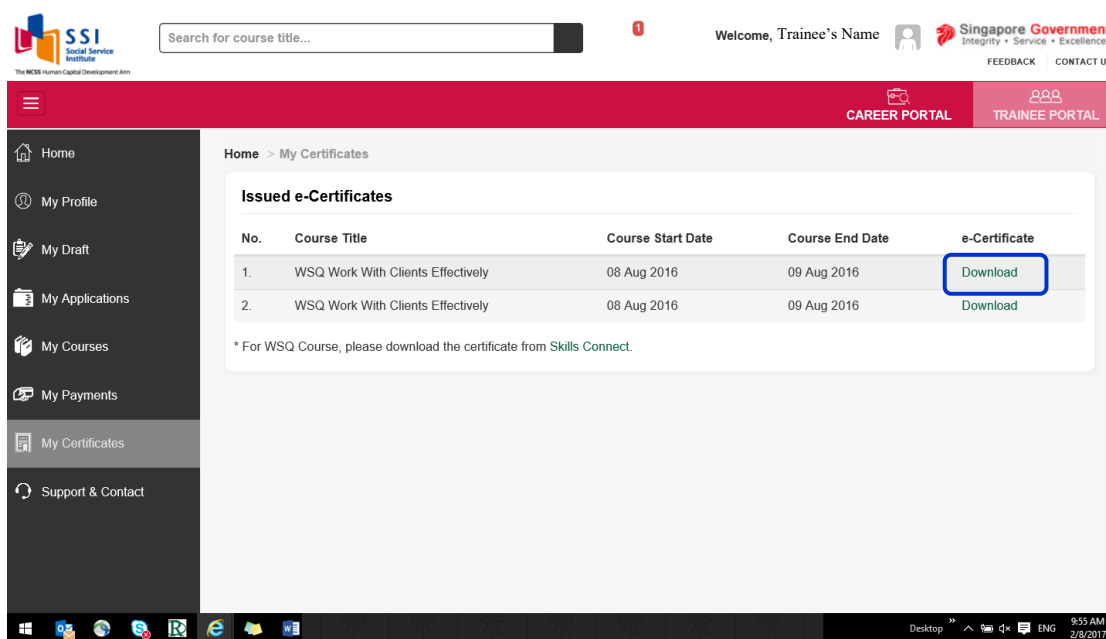 SSI
Social Service
Institute
The NCSS Human Capital Development Arm
Search for course title...
1
Welcome, Trainee's Name
Singapore Government
Integrity • Service • Excellence
FEEDBACK CONTACT U
CAREER PORTAL
TRAINEE PORTAL
Home
My Profile
My Draft
My Applications
My Courses
My Payments
My Certificates
Support & Contact
Home > My Certificates
Issued e-Certificates
No. Course Title Course Start Date Course End Date e-Certificate
1. WSQ Work With Clients Effectively 08 Aug 2016 09 Aug 2016 Download
2. WSQ Work With Clients Effectively 08 Aug 2016 09 Aug 2016 Download
* For WSQ Course, please download the certificate from Skills Connect.
Desktop » ENG 9:55 AM
2/8/201